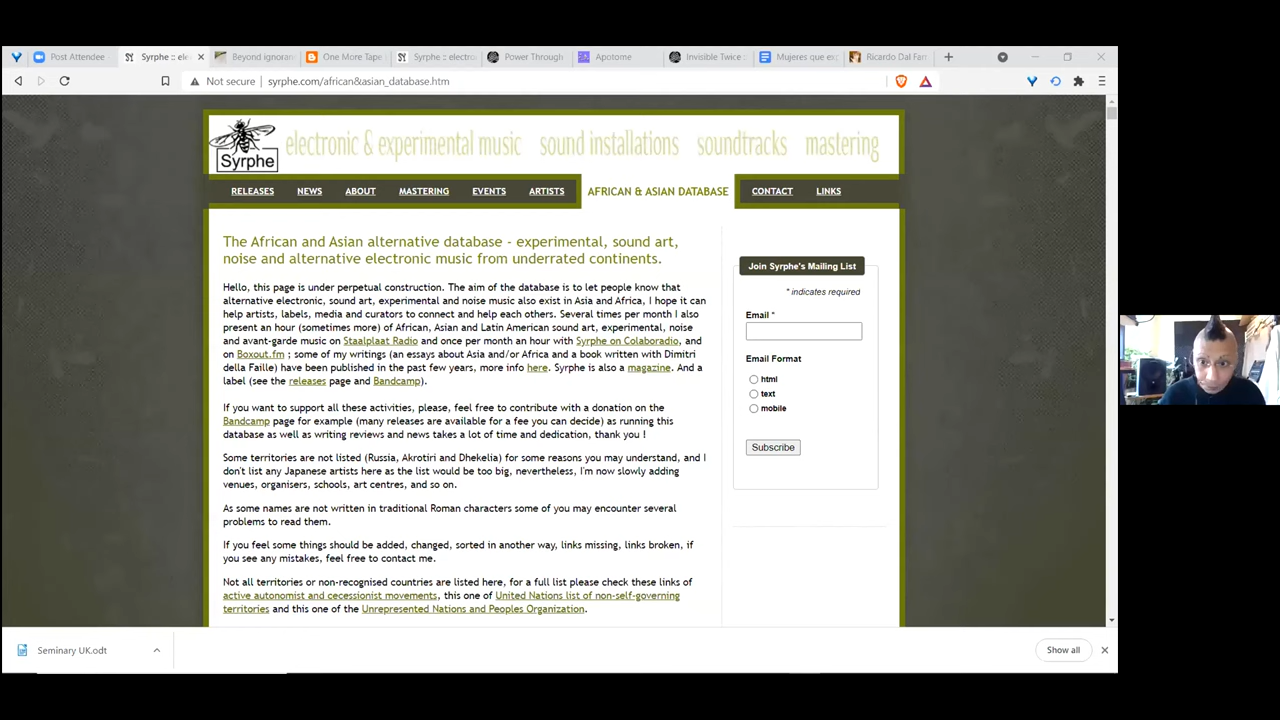 Post Attendee
Syrphe :: ele
Beyond ignoran
One More Tape
Syrphe :: electro
Power Through
Apotome
Invisible Twice ::
Mujeres que ex
Ricardo Dal Farr
Not secure
syrphe.com/african&asian_database.htm
Syrphe
electronic & experimental music sound installations soundtracks mastering
RELEASES NEWS ABOUT MASTERING EVENTS ARTISTS AFRICAN & ASIAN DATABASE CONTACT LINKS
The African and Asian alternative database - experimental, sound art,
noise and alternative electronic music from underrated continents.
Hello, this page is under perpetual construction. The aim of the database is to let people know that
alternative electronic, sound art, experimental and noise music also exist in Asia and Africa, I hope it can
help artists, labels, media and curators to connect and help each others. Several times per month I also
present an hour (sometimes more) of African, Asian and Latin American sound art, experimental, noise
and avant-garde music on Staalplaat Radio and once per month an hour with Syrphe on Colaboradio, and
on Boxout.fm ; some of my writings (an essays about Asia and/or Africa and a book written with Dimitri
della Faille) have been published in the past few years, more info here. Syrphe is also a magazine. And a
label (see the releases page and Bandcamp).
If you want to support all these activities, please, feel free to contribute with a donation on the
Bandcamp page for example (many releases are available for a fee you can decide) as running this
database as well as writing reviews and news takes a lot of time and dedication, thank you !
Some territories are not listed (Russia, Akrotiri and Dhekelia) for some reasons you may understand, and I
don't list any Japanese artists here as the list would be too big, nevertheless, I'm now slowly adding
venues, organisers, schools, art centres, and so on.
As some names are not written in traditional Roman characters some of you may encounter several
problems to read them.
If you feel some things should be added, changed, sorted in another way, links missing, links broken, if
you see any mistakes, feel free to contact me.
Not all territories or non-recognised countries are listed here, for a full list please check these links of
active autonomist and cecessionist movements, this one of United Nations list of non-self-governing
territories and this one of the Unrepresented Nations and Peoples Organization.
Join Syrphe's Mailing List
* indicates required
Email *
Email Format
html
text
mobile
Subscribe
Seminary UK.odt
Show all